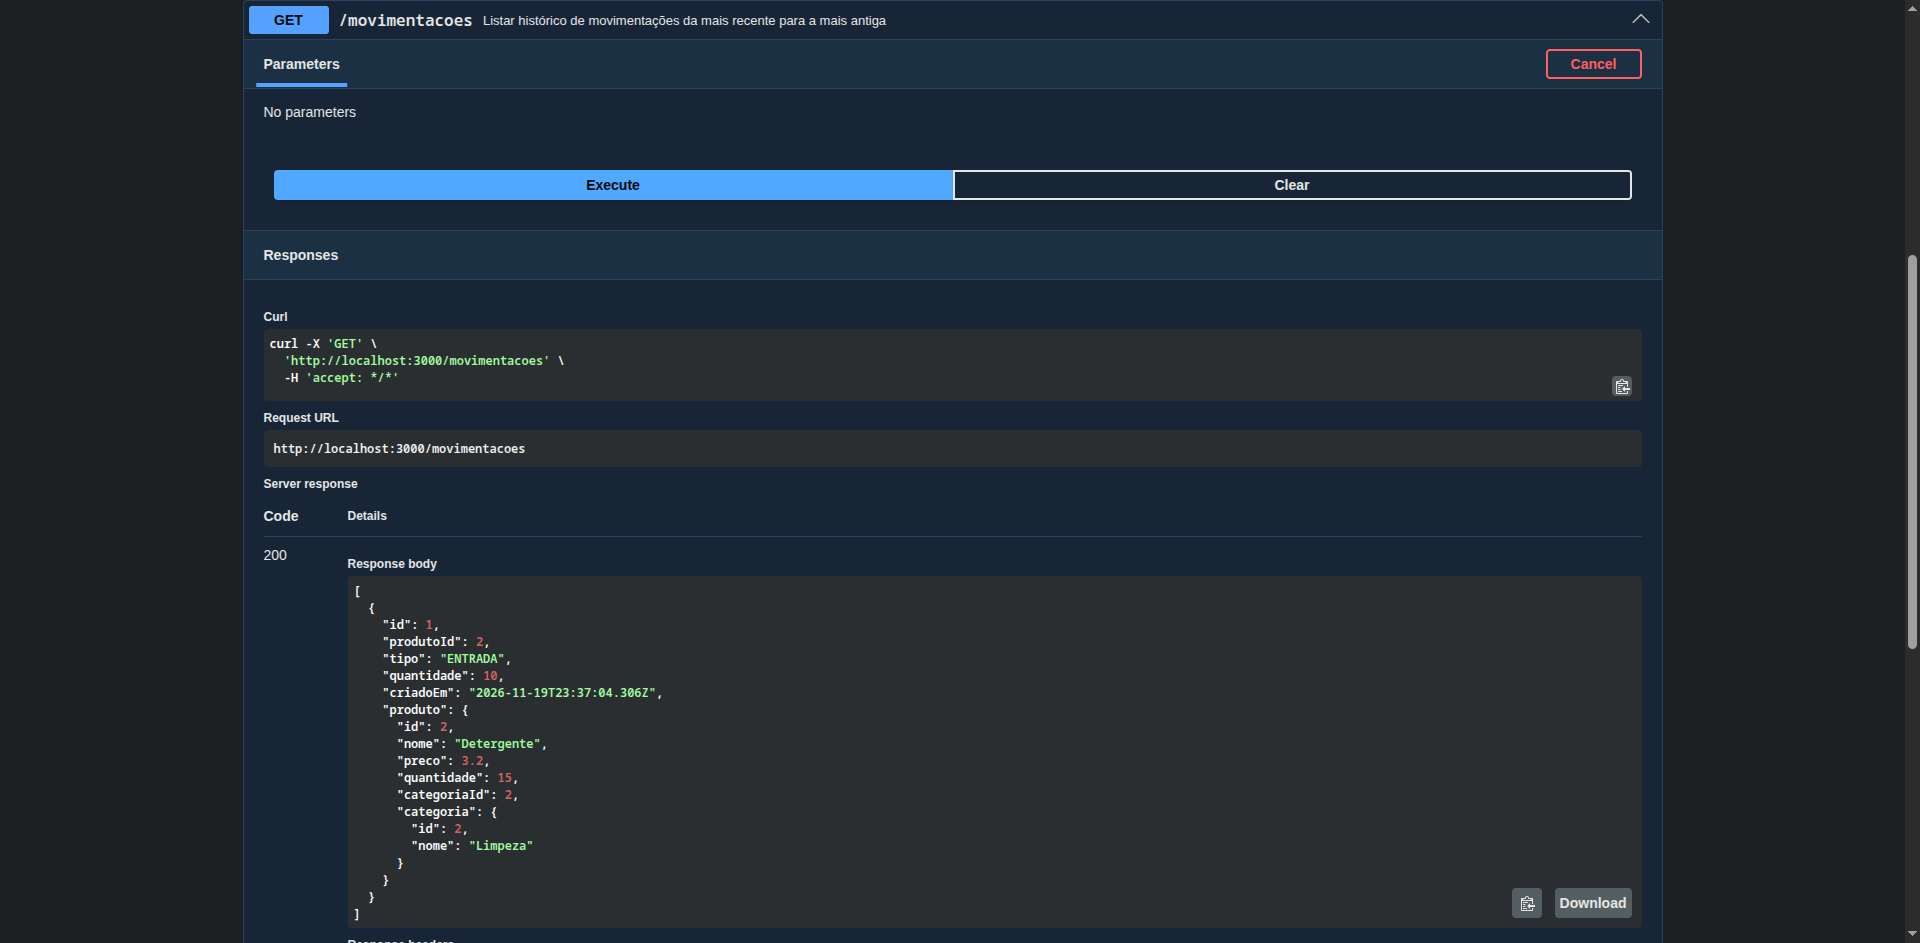 GET /movimentacoes Listar histórico de movimentações da mais recente para a mais antiga
Parameters
Cancel
No parameters
Execute
Clear
Responses
Curl
curl -X 'GET' \
  'http://localhost:3000/movimentacoes' \
  -H 'accept: */*'
Request URL
http://localhost:3000/movimentacoes
Server response
Code Details
200
Response body
[
  {
    "id": 1,
    "produtoId": 2,
    "tipo": "ENTRADA",
    "quantidade": 10,
    "criadoEm": "2026-11-19T23:37:04.306Z",
    "produto": {
      "id": 2,
      "nome": "Detergente",
      "preco": 3.2,
      "quantidade": 15,
      "categoriaId": 2,
      "categoria": {
        "id": 2,
        "nome": "Limpeza"
      }
    }
  }
]
Download
Response headers